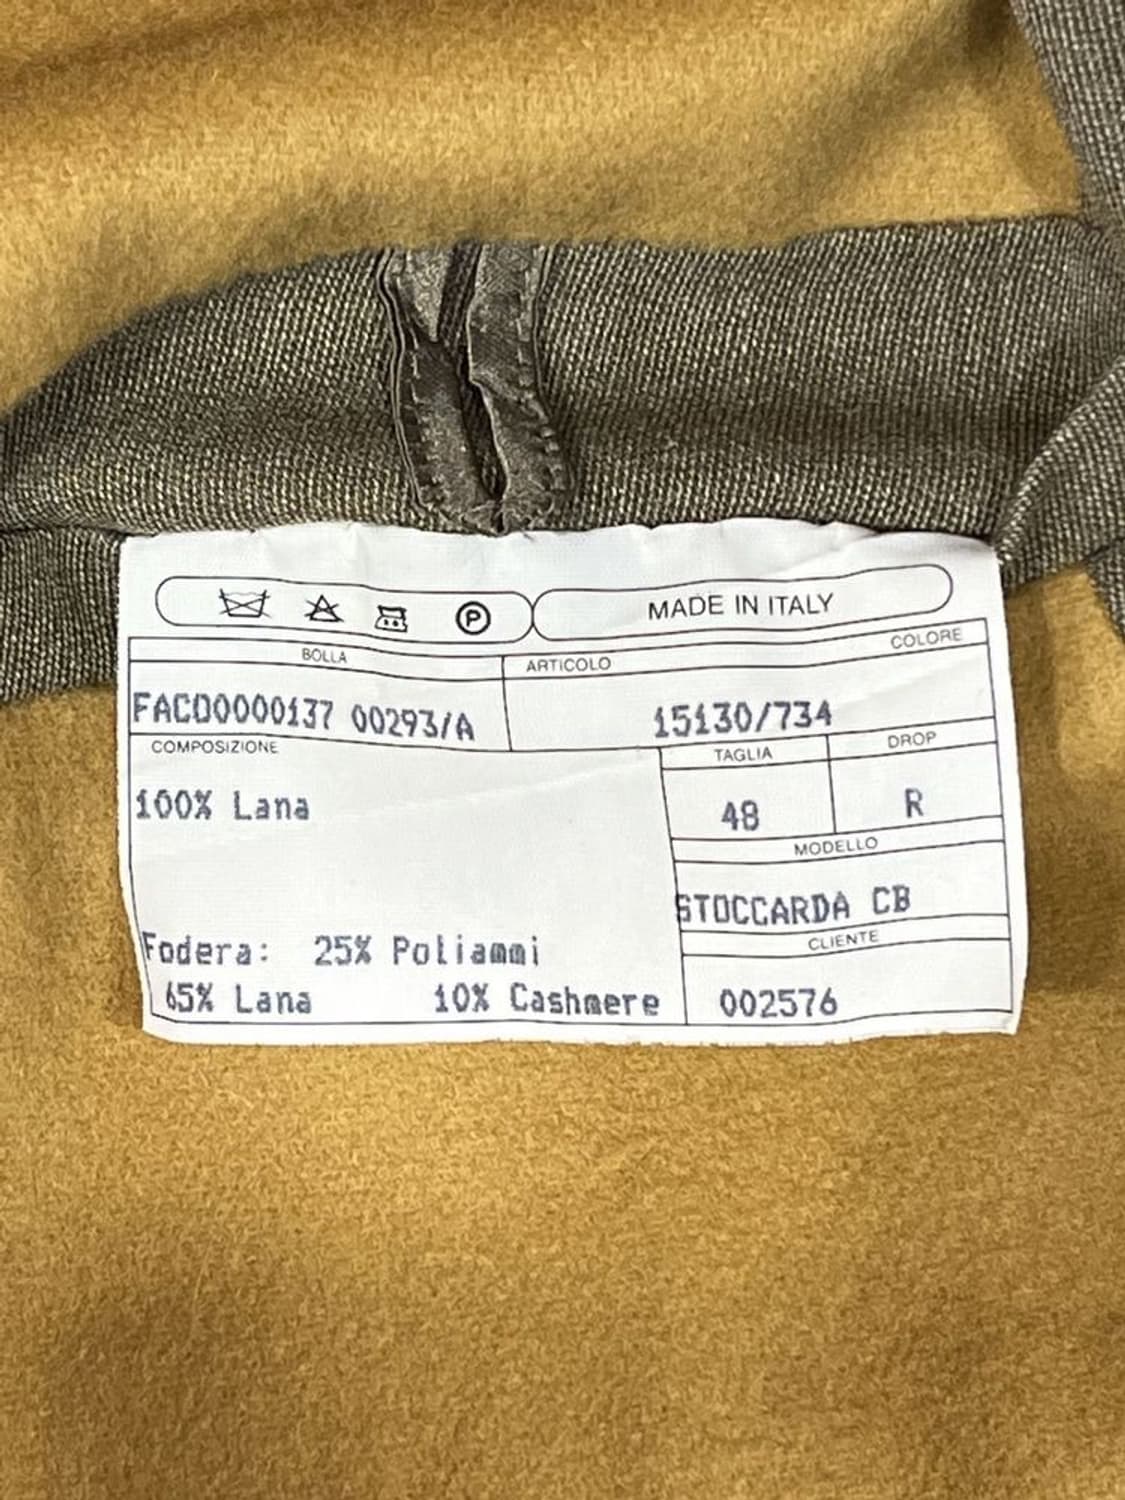 P MADE IN ITALY
BOLLA ARTICOLO COLORE
FAC00000137 00293/A 15130/734
COMPOSIZIONE TAGLIA DROP
100% Lana 48 R
MODELLO
STOCCARDA CB
CLIENTE
Fodera: 25% Poliammi
65% Lana 10% Cashmere 002576